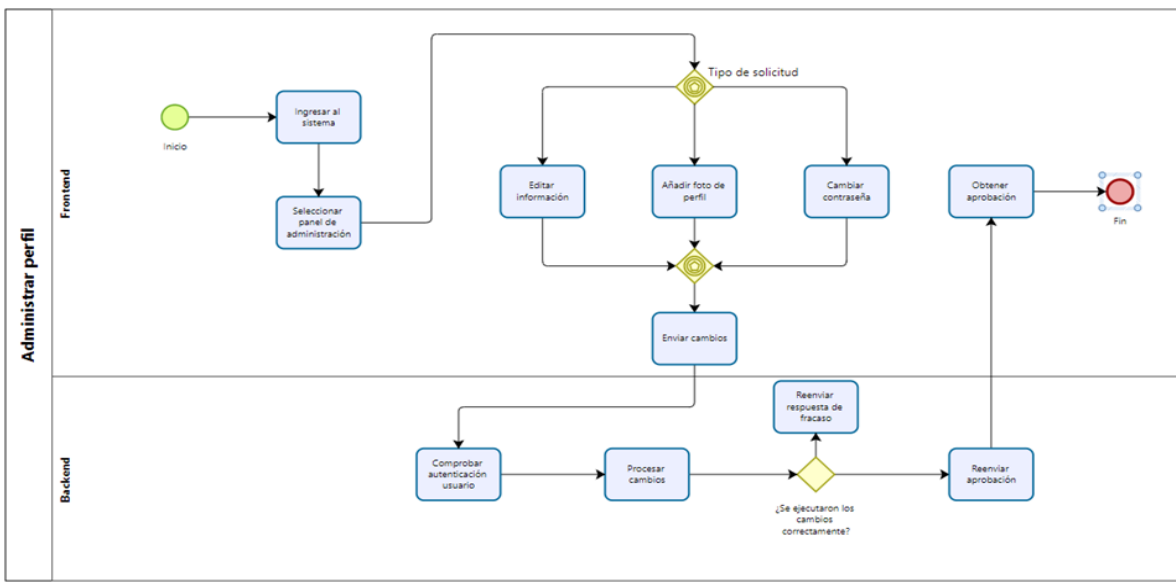 Administrar perfil
Frontend
Inicio
Ingresar al
sistema
Seleccionar
panel de
administración
Tipo de solicitud
Editar
información
Añadir foto de
perfil
Cambiar
contraseña
Enviar cambios
Obtener
aprobación
Fin
Backend
Comprobar
autenticación
usuario
Procesar
cambios
¿Se ejecutaron los
cambios
correctamente?
Reenviar
respuesta de
fracaso
Reenviar
aprobación